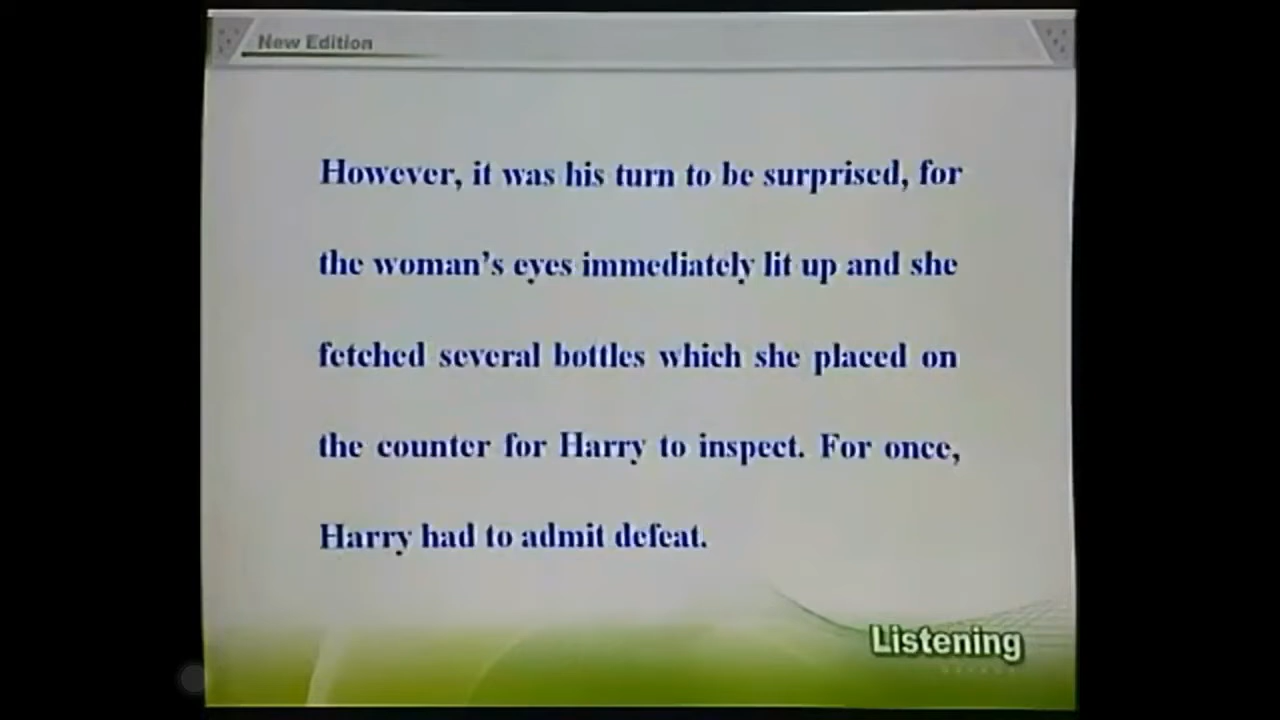 New Edition
However, it was his turn to be surprised, for
the woman's eyes immediately lit up and she
fetched several bottles which she placed on
the counter for Harry to inspect. For once,
Harry had to admit defeat.
Listening